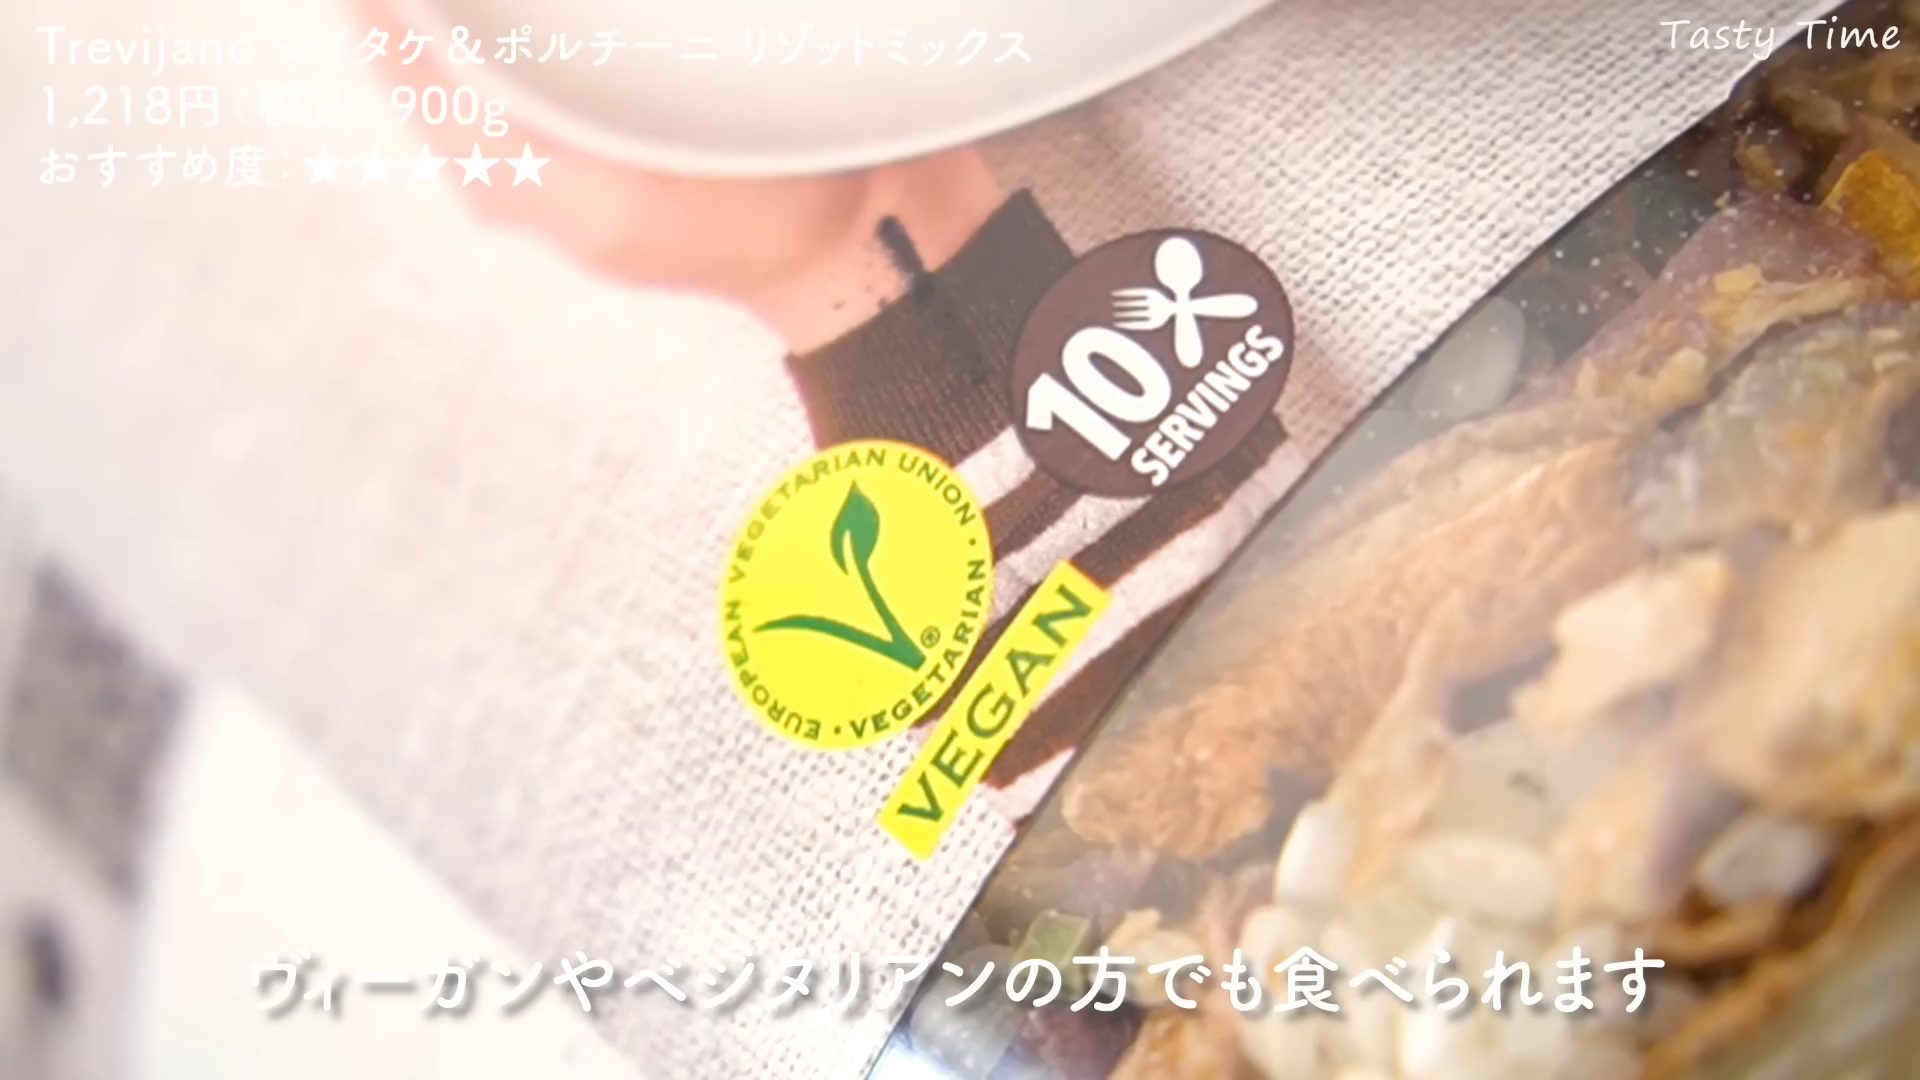 Trevijano シイタケ&ポルチーニ リゾットミックス
1,218円(税込) 900g
おすすめ度:★★★★★
Tasty Time
10
SERVINGS
EUROPEAN VEGETARIAN UNION · VEGETARIAN ·
®
VEGAN
ヴィーガンやベジタリアンの方でも食べられます